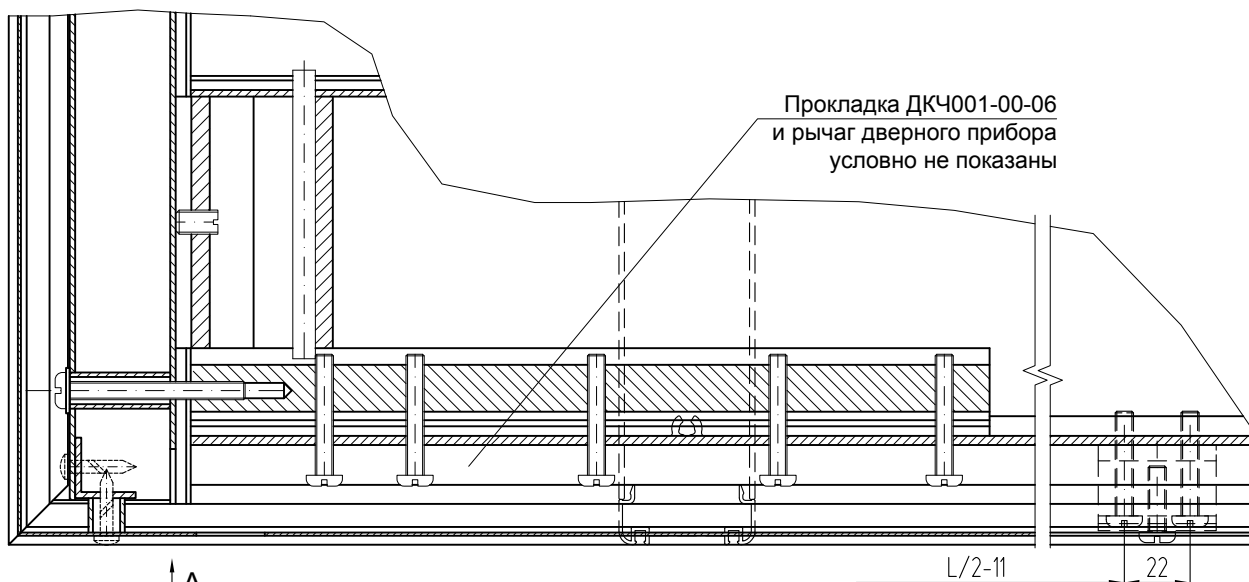 Прокладка ДКЧ001-00-06
и рычаг дверного прибора
условно не показаны
L/2-11
22
А